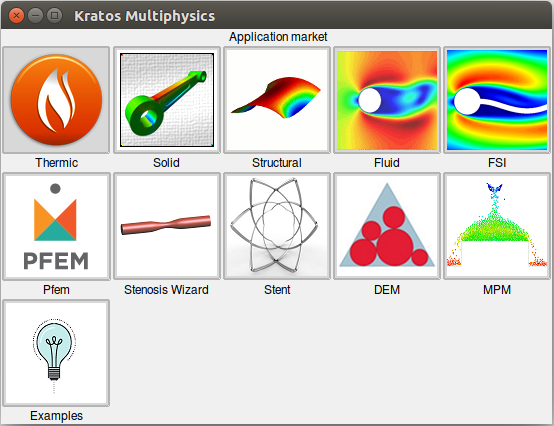 Kratos Multiphysics
Application market
Thermic
Solid
Structural
Fluid
FSI
PFEM
Pfem
Stenosis Wizard
Stent
DEM
MPM
Examples